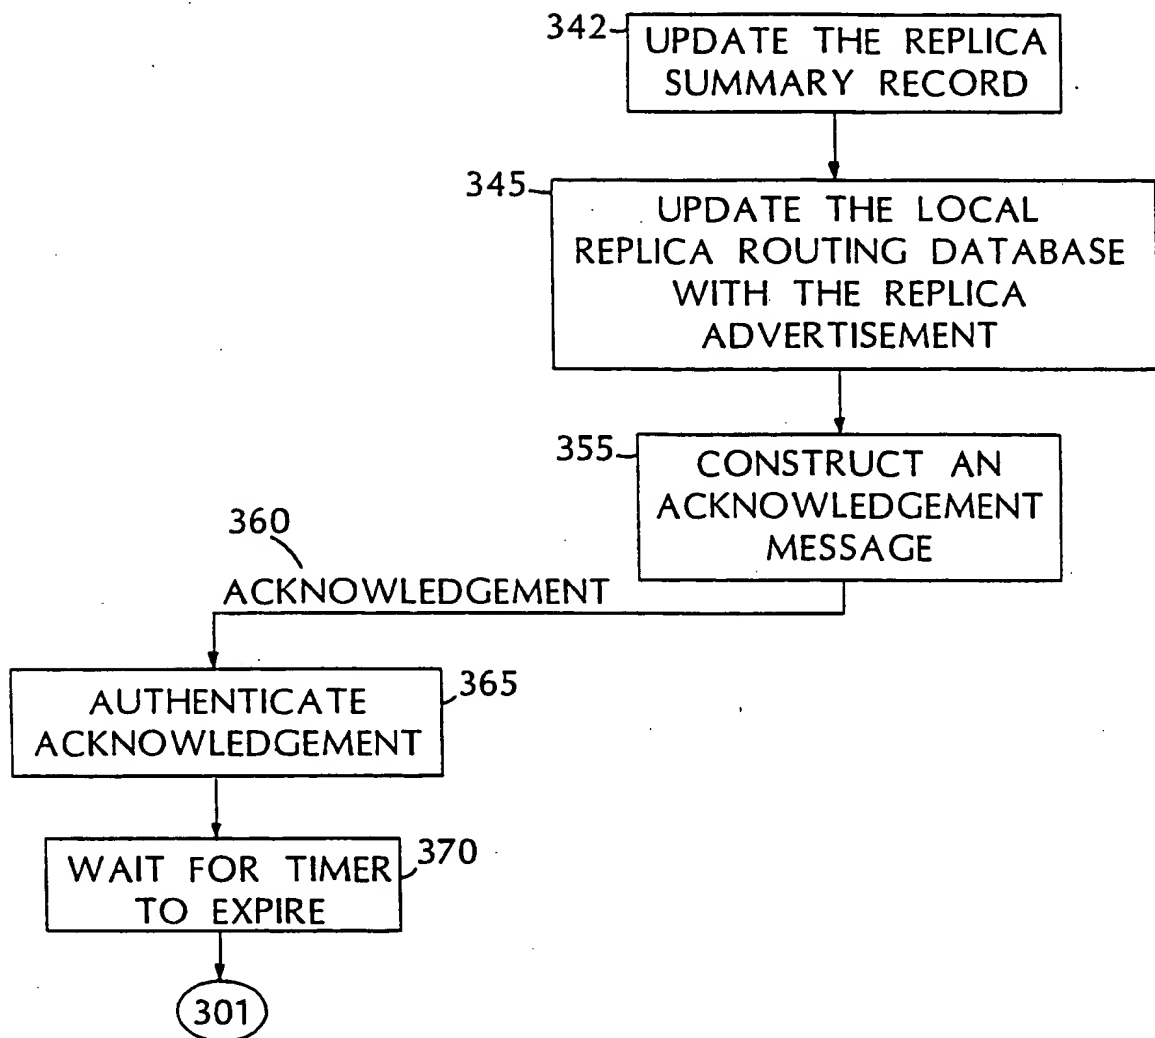 342
UPDATE THE REPLICA
SUMMARY RECORD
345
UPDATE THE LOCAL
REPLICA ROUTING DATABASE
WITH THE REPLICA
ADVERTISEMENT
355
CONSTRUCT AN
ACKNOWLEDGEMENT
MESSAGE
360
ACKNOWLEDGEMENT
365
AUTHENTICATE
ACKNOWLEDGEMENT
370
WAIT FOR TIMER
TO EXPIRE
301